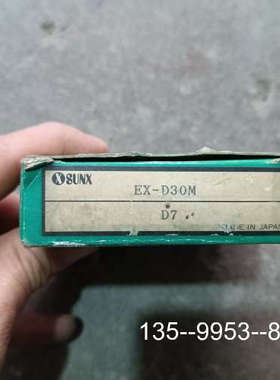 SUNX
EX-D30M
D7
MADE IN JAPAN
135--9953--8